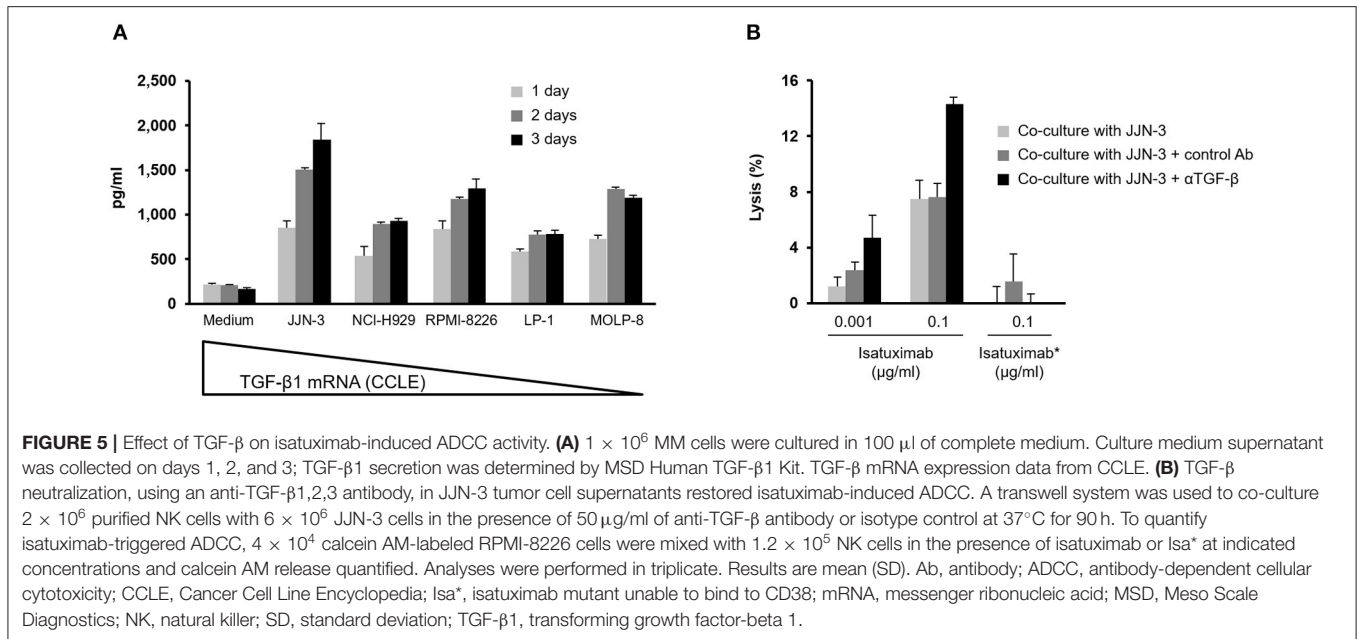 A
2,500
2,000
1,500
1,000
500
0
pg/ml
1 day
2 days
3 days
Medium JJN-3 NCI-H929 RPMI-8226 LP-1 MOLP-8
TGF-β1 mRNA (CCLE)
B
16
12
8
4
0
Lysis (%)
Co-culture with JJN-3
Co-culture with JJN-3 + control Ab
Co-culture with JJN-3 + αTGF-β
0.001 0.1 0.1
Isatuximab Isatuximab*
(µg/ml) (µg/ml)
FIGURE 5 | Effect of TGF-β on isatuximab-induced ADCC activity. (A) 1 × 10⁶ MM cells were cultured in 100 µl of complete medium. Culture medium supernatant
was collected on days 1, 2, and 3; TGF-β1 secretion was determined by MSD Human TGF-β1 Kit. TGF-β mRNA expression data from CCLE. (B) TGF-β
neutralization, using an anti-TGF-β1,2,3 antibody, in JJN-3 tumor cell supernatants restored isatuximab-induced ADCC. A transwell system was used to co-culture
2 × 10⁶ purified NK cells with 6 × 10⁶ JJN-3 cells in the presence of 50 µg/ml of anti-TGF-β antibody or isotype control at 37°C for 90 h. To quantify
isatuximab-triggered ADCC, 4 × 10⁴ calcein AM-labeled RPMI-8226 cells were mixed with 1.2 × 10⁵ NK cells in the presence of isatuximab or Isa* at indicated
concentrations and calcein AM release quantified. Analyses were performed in triplicate. Results are mean (SD). Ab, antibody; ADCC, antibody-dependent cellular
cytotoxicity; CCLE, Cancer Cell Line Encyclopedia; Isa*, isatuximab mutant unable to bind to CD38; mRNA, messenger ribonucleic acid; MSD, Meso Scale
Diagnostics; NK, natural killer; SD, standard deviation; TGF-β1, transforming growth factor-beta 1.